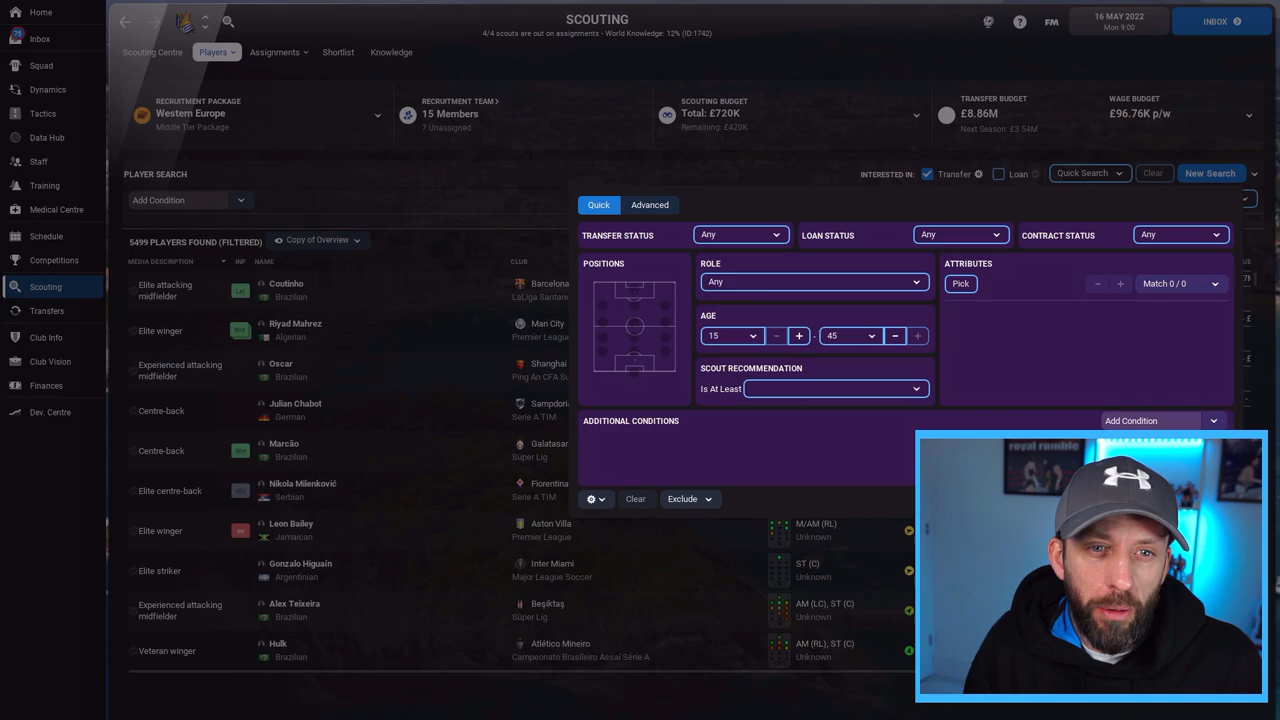 Home
75
Inbox
Squad
Dynamics
Tactics
Data Hub
Staff
Training
Medical Centre
Schedule
Competitions
Scouting
Transfers
Club Info
Club Vision
Finances
Dev. Centre
SCOUTING
4/4 scouts are out on assignments - World Knowledge: 12% (ID:1742)
FM
16 MAY 2022
Mon 9:00
INBOX
Scouting Centre
Players
Assignments
Shortlist
Knowledge
RECRUITMENT PACKAGE
Western Europe
Middle Tier Package
RECRUITMENT TEAM
15 Members
7 Unassigned
SCOUTING BUDGET
Total: £720K
Remaining: £420K
TRANSFER BUDGET
£8.86M
Next Season: £3.54M
WAGE BUDGET
£96.76K p/w
PLAYER SEARCH
INTERESTED IN:
Transfer
Loan
Quick Search
Clear
New Search
Add Condition
5499 PLAYERS FOUND (FILTERED)
Copy of Overview
MEDIA DESCRIPTION
INF
NAME
CLUB
Elite attacking
midfielder
Coutinho
Brazilian
Barcelona
LaLiga Santan
Elite winger
Wnt
Riyad Mahrez
Algerian
Man City
Premier League
Experienced attacking
midfielder
Oscar
Brazilian
Shanghai
Ping An CFA Su
Centre-back
Julian Chabot
German
Sampdori
Serie A TIM
Centre-back
Wnt
Marcão
Brazilian
Galatasar
Süper Lig
Elite centre-back
Nikola Milenković
Serbian
Fiorentina
Serie A TIM
Elite winger
Leon Bailey
Jamaican
Aston Villa
Premier League
M/AM (RL)
Unknown
Elite striker
Gonzalo Higuaín
Argentinian
Inter Miami
Major League Soccer
ST (C)
Unknown
Experienced attacking
midfielder
Alex Teixeira
Brazilian
Beşiktaş
Süper Lig
AM (LC), ST (C)
Unknown
Veteran winger
Hulk
Brazilian
Atlético Mineiro
Campeonato Brasileiro Assaí Série A
AM (RL), ST (C)
Unknown
Quick
Advanced
TRANSFER STATUS
Any
LOAN STATUS
Any
CONTRACT STATUS
Any
POSITIONS
ROLE
Any
AGE
15
- +
-
45
- +
SCOUT RECOMMENDATION
Is At Least
ATTRIBUTES
Pick
- +
Match 0 / 0
ADDITIONAL CONDITIONS
Add Condition
Clear
Exclude
royal rumble